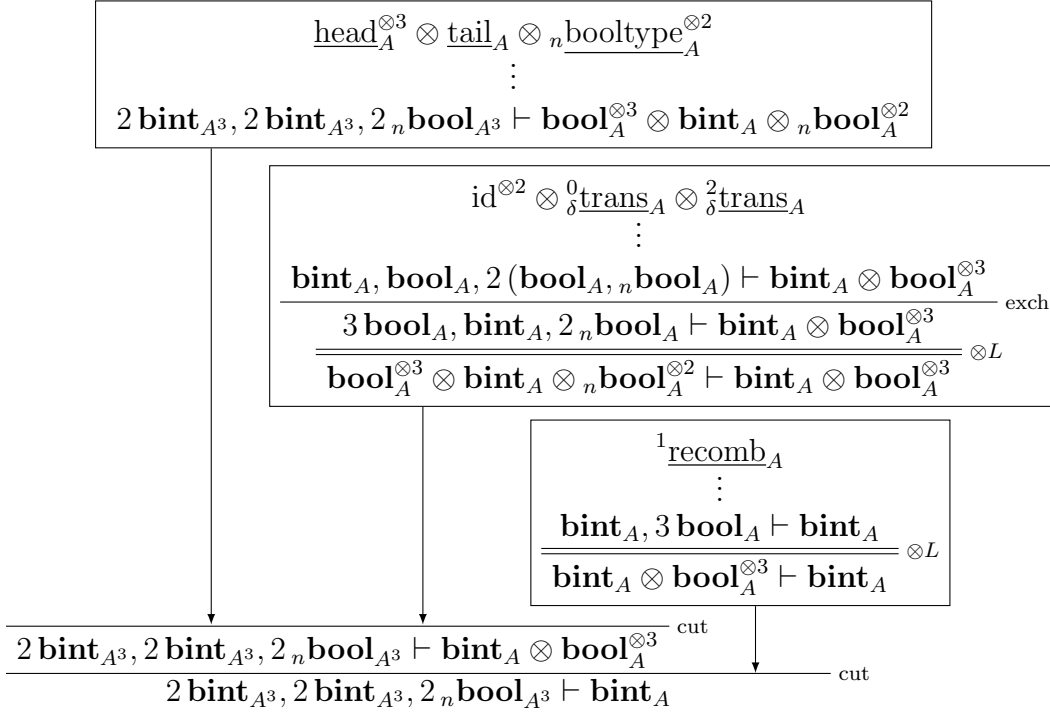 head_A^{⊗3} ⊗ tail_A ⊗ _nbooltype_A^{⊗2}
⋮
2 bint_{A^3}, 2 bint_{A^3}, 2 _nbool_{A^3} ⊢ bool_A^{⊗3} ⊗ bint_A ⊗ _nbool_A^{⊗2}
id^{⊗2} ⊗ ^0_δtrans_A ⊗ ^2_δtrans_A
⋮
bint_A, bool_A, 2 (bool_A, _nbool_A) ⊢ bint_A ⊗ bool_A^{⊗3}
exch
3 bool_A, bint_A, 2 _nbool_A ⊢ bint_A ⊗ bool_A^{⊗3}
⊗L
bool_A^{⊗3} ⊗ bint_A ⊗ _nbool_A^{⊗2} ⊢ bint_A ⊗ bool_A^{⊗3}
^1recomb_A
⋮
bint_A, 3 bool_A ⊢ bint_A
⊗L
bint_A ⊗ bool_A^{⊗3} ⊢ bint_A
cut
2 bint_{A^3}, 2 bint_{A^3}, 2 _nbool_{A^3} ⊢ bint_A ⊗ bool_A^{⊗3}
cut
2 bint_{A^3}, 2 bint_{A^3}, 2 _nbool_{A^3} ⊢ bint_A